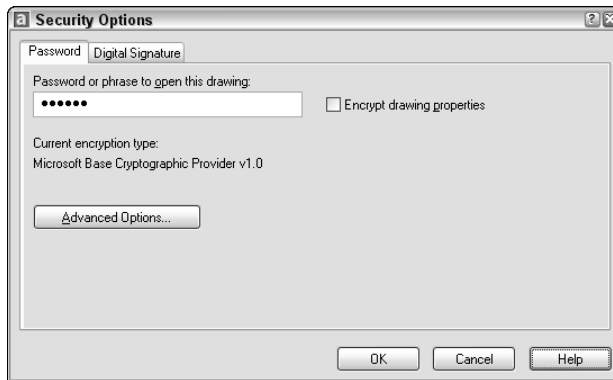 a Security Options ? X
Password Digital Signature
Password or phrase to open this drawing:
●●●●●● Encrypt drawing properties
Current encryption type:
Microsoft Base Cryptographic Provider v1.0
Advanced Options...
OK Cancel Help